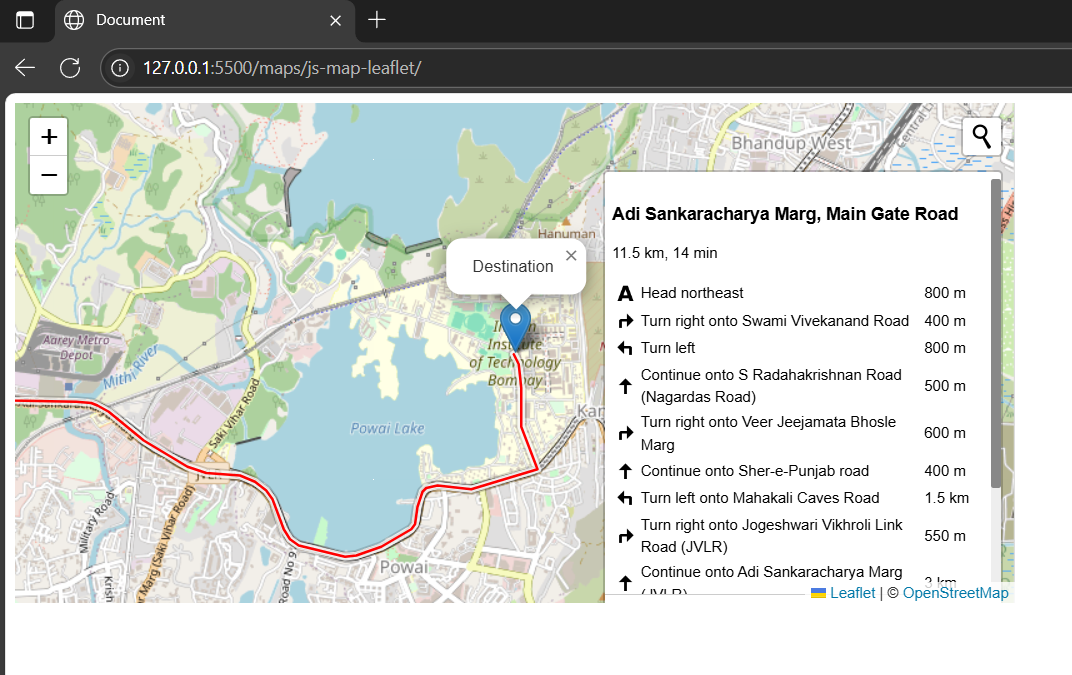 Document
127.0.0.1:5500/maps/js-map-leaflet/
+
−
Bhandup West
Central
Hanuman
Adi Sankaracharya Marg, Main Gate Road
11.5 km, 14 min
Head northeast 800 m
Turn right onto Swami Vivekanand Road 400 m
Turn left 800 m
Continue onto S Radahakrishnan Road
(Nagardas Road) 500 m
Turn right onto Veer Jeejamata Bhosle
Marg 600 m
Continue onto Sher-e-Punjab road 400 m
Turn left onto Mahakali Caves Road 1.5 km
Turn right onto Jogeshwari Vikhroli Link
Road (JVLR) 550 m
Continue onto Adi Sankaracharya Marg
(JVLR) 3 km
Destination
Indian
Institute
of Technology
Bombay
Aarey Metro
Depot
Mithi River
Saki Vihar Road
Powai Lake
JVLR
Military Road
Marg (Saki Vihar Road)
Road No 9
Powai
Leaflet | © OpenStreetMap